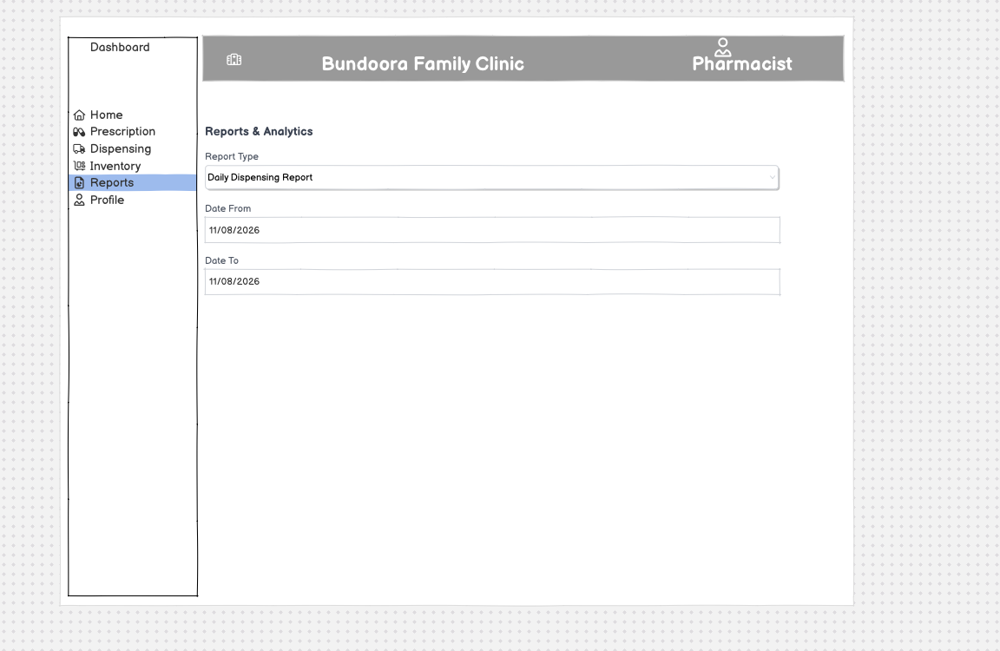 Dashboard
Bundoora Family Clinic
Pharmacist
Home
Prescription
Dispensing
Inventory
Reports
Profile
Reports & Analytics
Report Type
Daily Dispensing Report
Date From
11/08/2026
Date To
11/08/2026